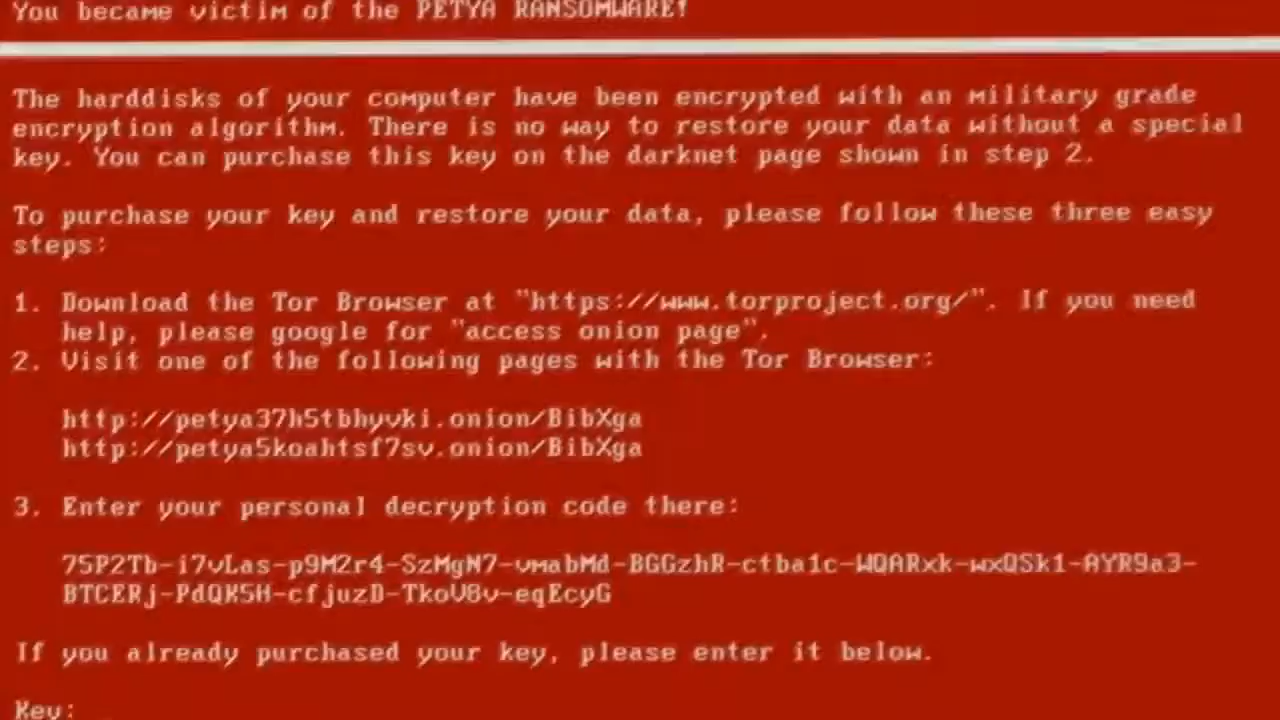 You became victim of the PETYA RANSOMWARE!
The harddisks of your computer have been encrypted with an military grade
encryption algorithm. There is no way to restore your data without a special
key. You can purchase this key on the darknet page shown in step 2.
To purchase your key and restore your data, please follow these three easy
steps:
1. Download the Tor Browser at "https://www.torproject.org/". If you need
help, please google for "access onion page".
2. Visit one of the following pages with the Tor Browser:
http://petya37h5tbhyvki.onion/BibXga
http://petya5koahtsf7sv.onion/BibXga
3. Enter your personal decryption code there:
75P2Tb-i7vLas-p9M2r4-SzMgN7-vmabMd-BGGzhR-ctba1c-WQARxk-wxQSk1-AYR9a3-
BTCERj-PdQK5H-cfjuzD-TkoV8v-eqEcyG
If you already purchased your key, please enter it below.
Key: